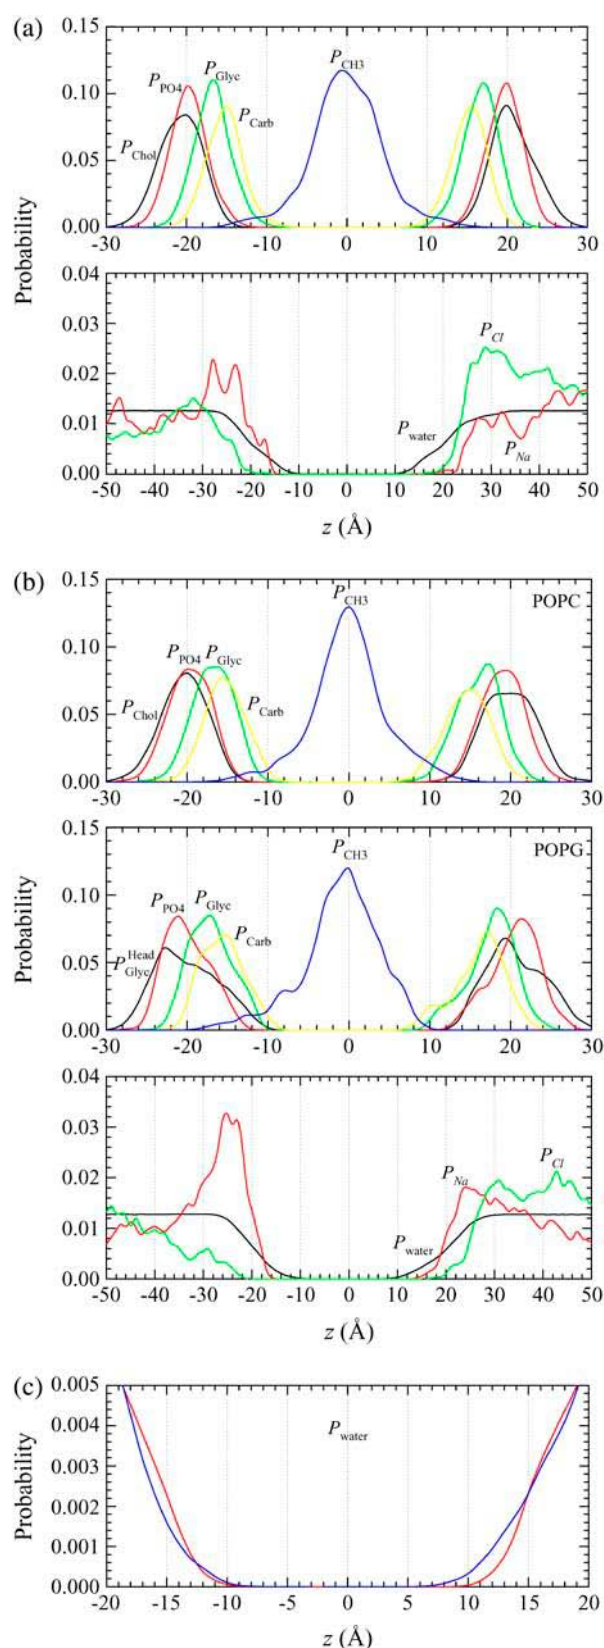 (a)
0.15
0.10
0.05
0.00
P_CH3
P_Glyc
P_PO4
P_Carb
P_Chol
-30 -20 -10 0 10 20 30
Probability
0.04
0.03
0.02
0.01
0.00
P_Cl
P_water
P_Na
-50 -40 -30 -20 -10 0 10 20 30 40 50
z (Å)
(b)
0.15
0.10
0.05
0.00
P_CH3
POPC
P_PO4 P_Glyc
P_Chol
P_Carb
-30 -20 -10 0 10 20 30
Probability
0.15
0.10
0.05
0.00
P_CH3
POPG
P_Glyc
P_PO4
P_Carb
P_Glyc^Head
-30 -20 -10 0 10 20 30
0.04
0.03
0.02
0.01
0.00
P_Na
P_Cl
P_water
-50 -40 -30 -20 -10 0 10 20 30 40 50
z (Å)
(c)
0.005
0.004
0.003
0.002
0.001
0.000
Probability
P_water
-20 -15 -10 -5 0 5 10 15 20
z (Å)